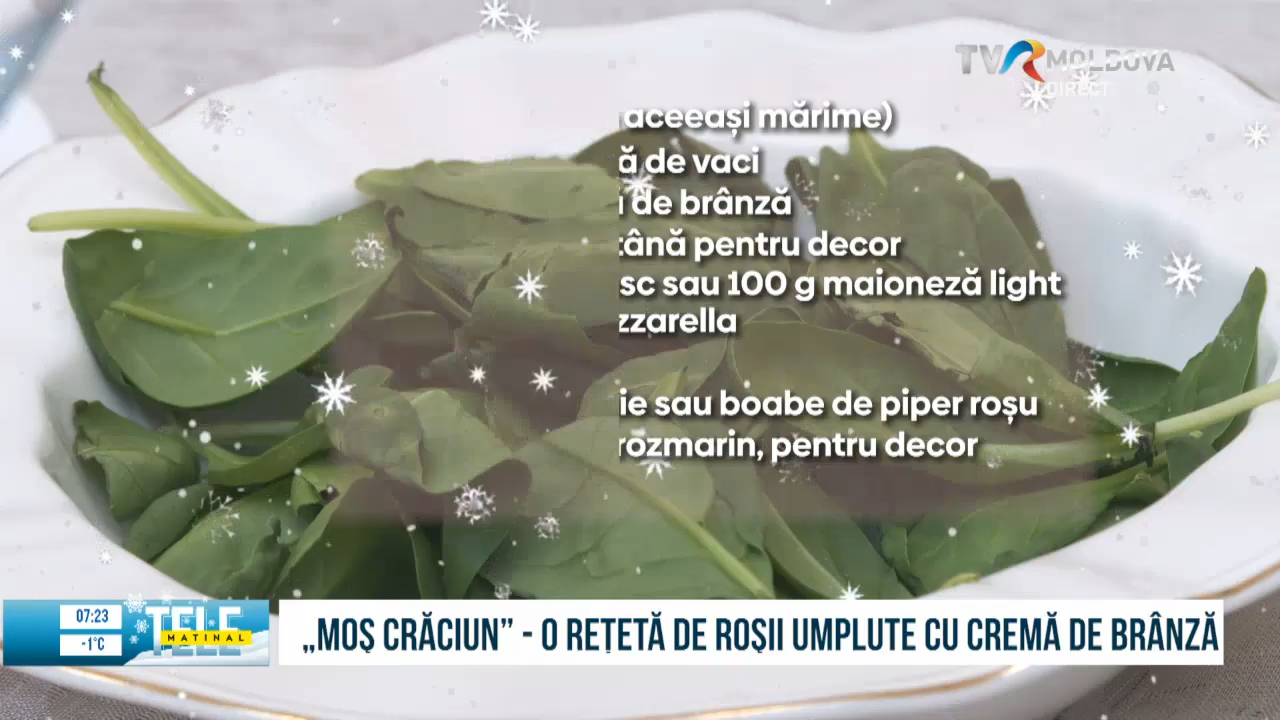 TVR MOLDOVA
DIRECT
aceeași mărime)
ă de vaci
de brânză
tână pentru decor
sc sau 100 g maioneză light
zzarella
ie sau boabe de piper roșu
rozmarin, pentru decor
07:23
-1°C
TELE
MATINAL
„MOȘ CRĂCIUN” - O REȚETĂ DE ROȘII UMPLUTE CU CREMĂ DE BRÂNZĂ